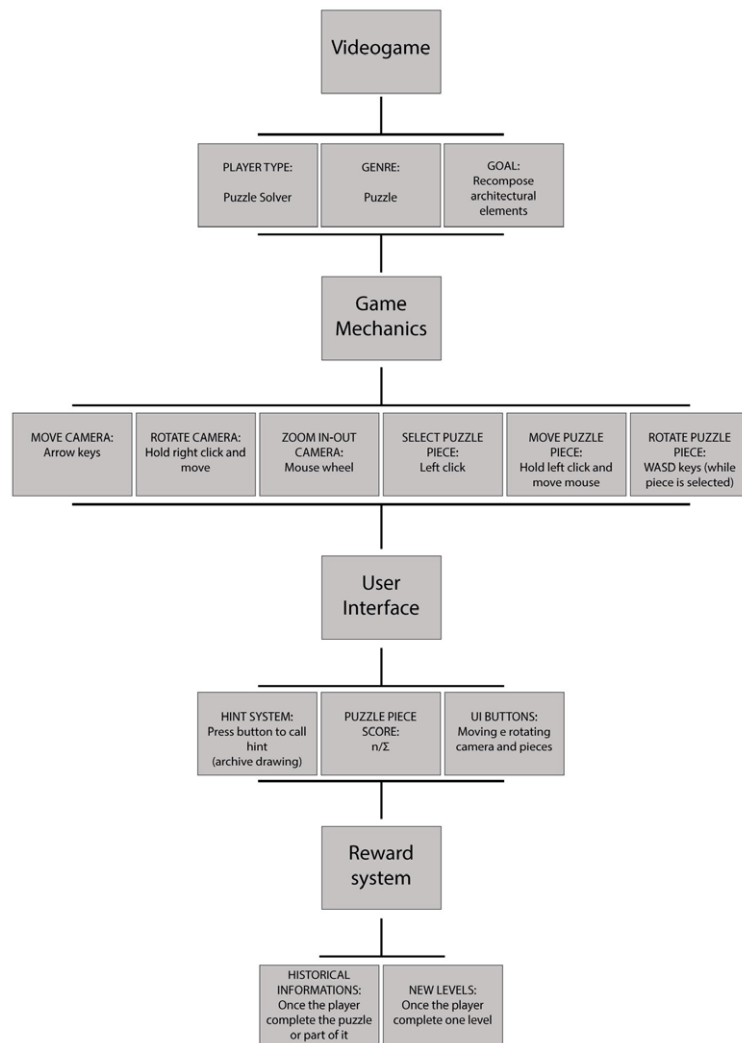 Videogame
PLAYER TYPE:
Puzzle Solver
GENRE:
Puzzle
GOAL:
Recompose
architectural
elements
Game
Mechanics
MOVE CAMERA:
Arrow keys
ROTATE CAMERA:
Hold right click and
move
ZOOM IN-OUT
CAMERA:
Mouse wheel
SELECT PUZZLE
PIECE:
Left click
MOVE PUZZLE
PIECE:
Hold left click and
move mouse
ROTATE PUZZLE
PIECE:
WASD keys (while
piece is selected)
User
Interface
HINT SYSTEM:
Press button to call
hint
(archive drawing)
PUZZLE PIECE
SCORE:
n/Σ
UI BUTTONS:
Moving e rotating
camera and pieces
Reward
system
HISTORICAL
INFORMATIONS:
Once the player
complete the puzzle
or part of it
NEW LEVELS:
Once the player
complete one level